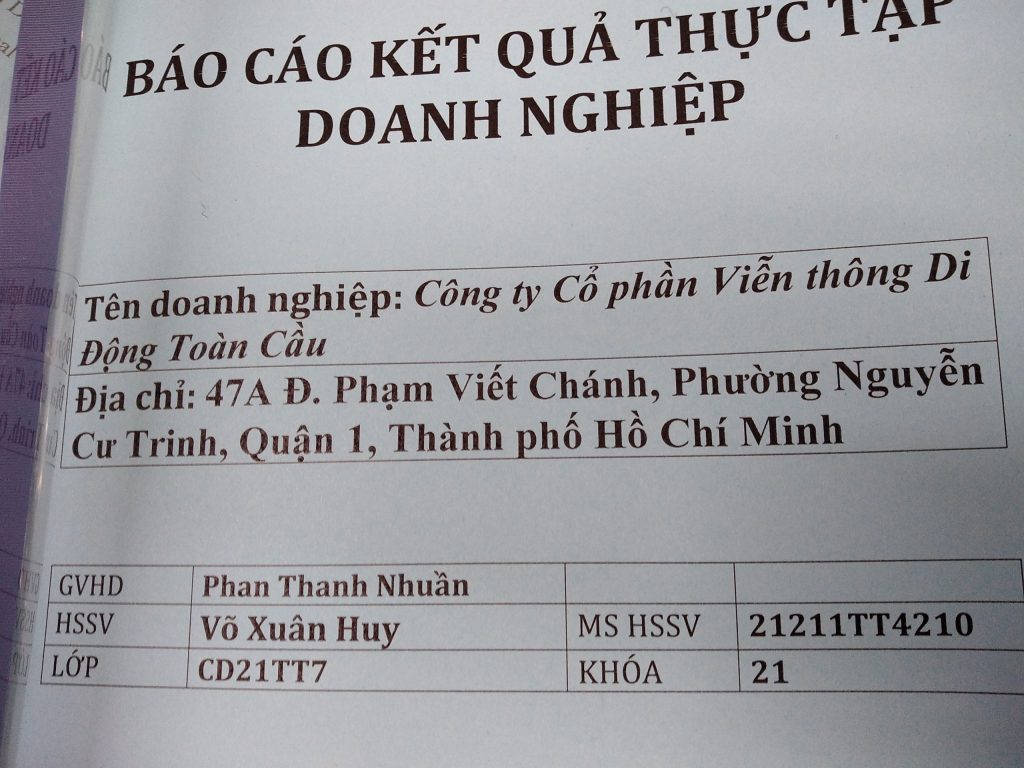 BÁO CÁO KẾT QUẢ THỰC TẬP
DOANH NGHIỆP
Tên doanh nghiệp: Công ty Cổ phần Viễn thông Di
Động Toàn Cầu
Địa chỉ: 47A Đ. Phạm Viết Chánh, Phường Nguyễn
Cư Trinh, Quận 1, Thành phố Hồ Chí Minh
GVHD Phan Thanh Nhuần
HSSV Võ Xuân Huy MS HSSV 21211TT4210
LỚP CD21TT7 KHÓA 21